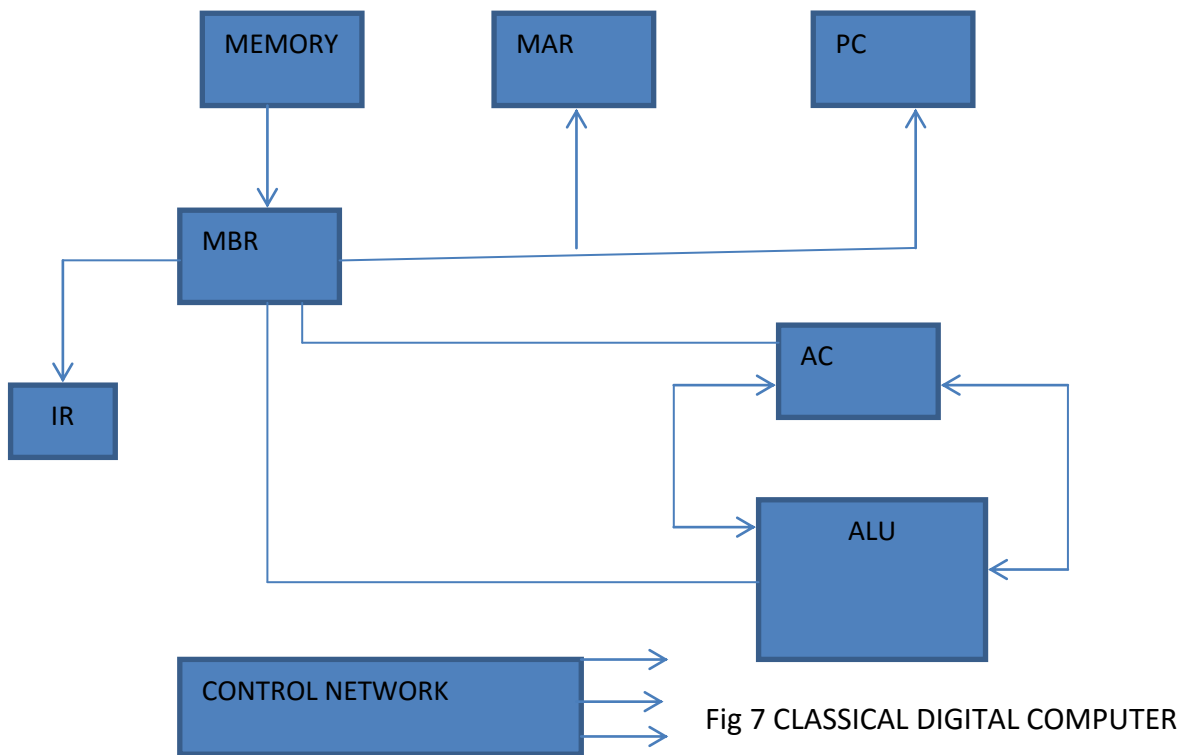 MEMORY
MAR
PC
MBR
AC
IR
ALU
CONTROL NETWORK
Fig 7 CLASSICAL DIGITAL COMPUTER